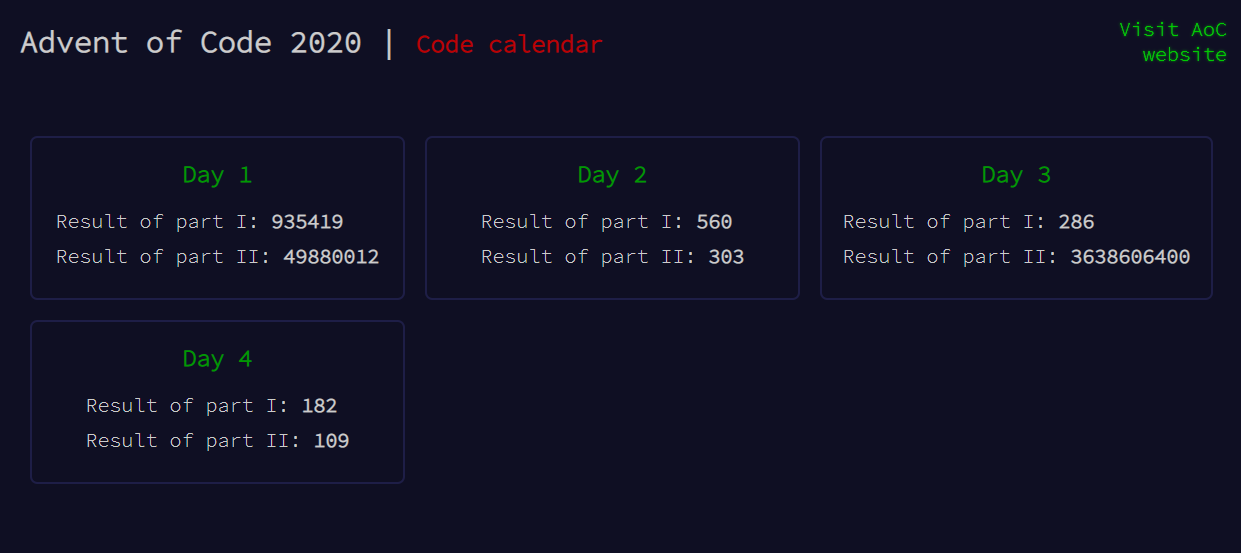 Advent of Code 2020 | Code calendar
Visit AoC
website
Day 1
Result of part I: 935419
Result of part II: 49880012
Day 2
Result of part I: 560
Result of part II: 303
Day 3
Result of part I: 286
Result of part II: 3638606400
Day 4
Result of part I: 182
Result of part II: 109